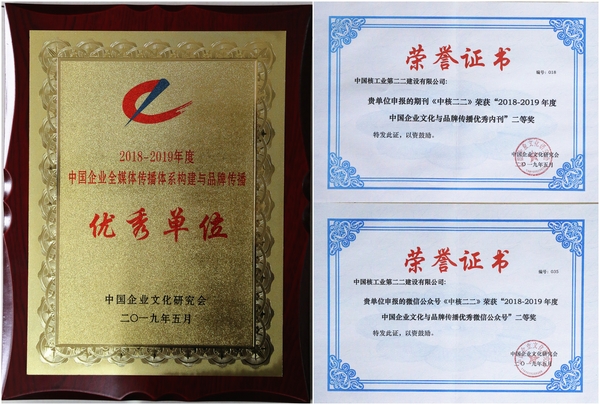 2018-2019年度
中国企业全媒体传播体系构建与品牌传播
优秀单位
中国企业文化研究会
二〇一九年五月
荣誉证书
编号：018
中国核工业第二二建设有限公司：
贵单位申报的期刊《中核二二》荣获“2018-2019年度
中国企业文化与品牌传播优秀内刊”二等奖
特发此证，以资鼓励。
中国企业文化研究会
二〇一九年五月
荣誉证书
编号：035
中国核工业第二二建设有限公司：
贵单位申报的微信公众号《中核二二》荣获“2018-2019年度
中国企业文化与品牌传播优秀微信公众号”二等奖
特发此证，以资鼓励。
中国企业文化研究会
二〇一九年五月